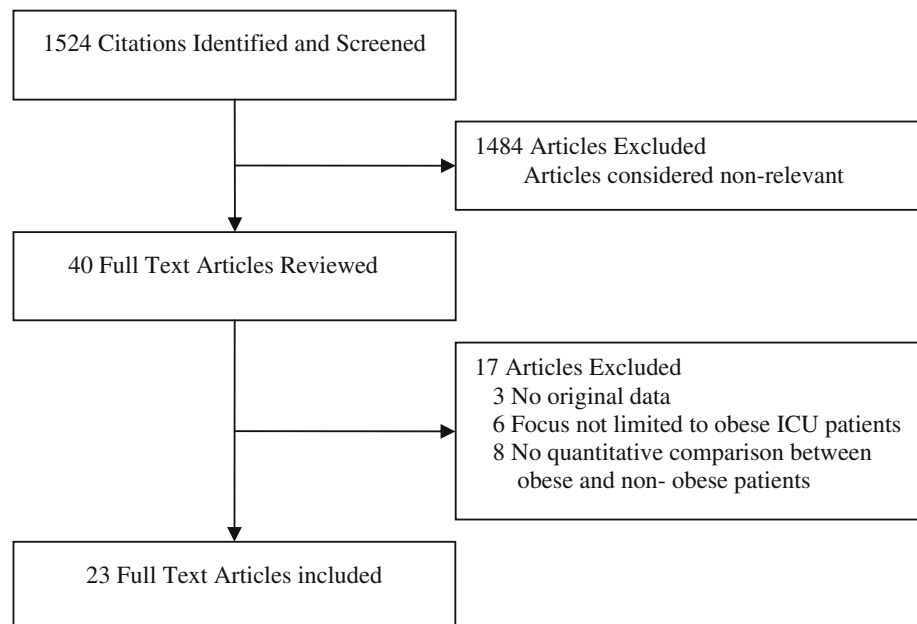 1524 Citations Identified and Screened
1484 Articles Excluded
Articles considered non-relevant
40 Full Text Articles Reviewed
17 Articles Excluded
3 No original data
6 Focus not limited to obese ICU patients
8 No quantitative comparison between
obese and non- obese patients
23 Full Text Articles included